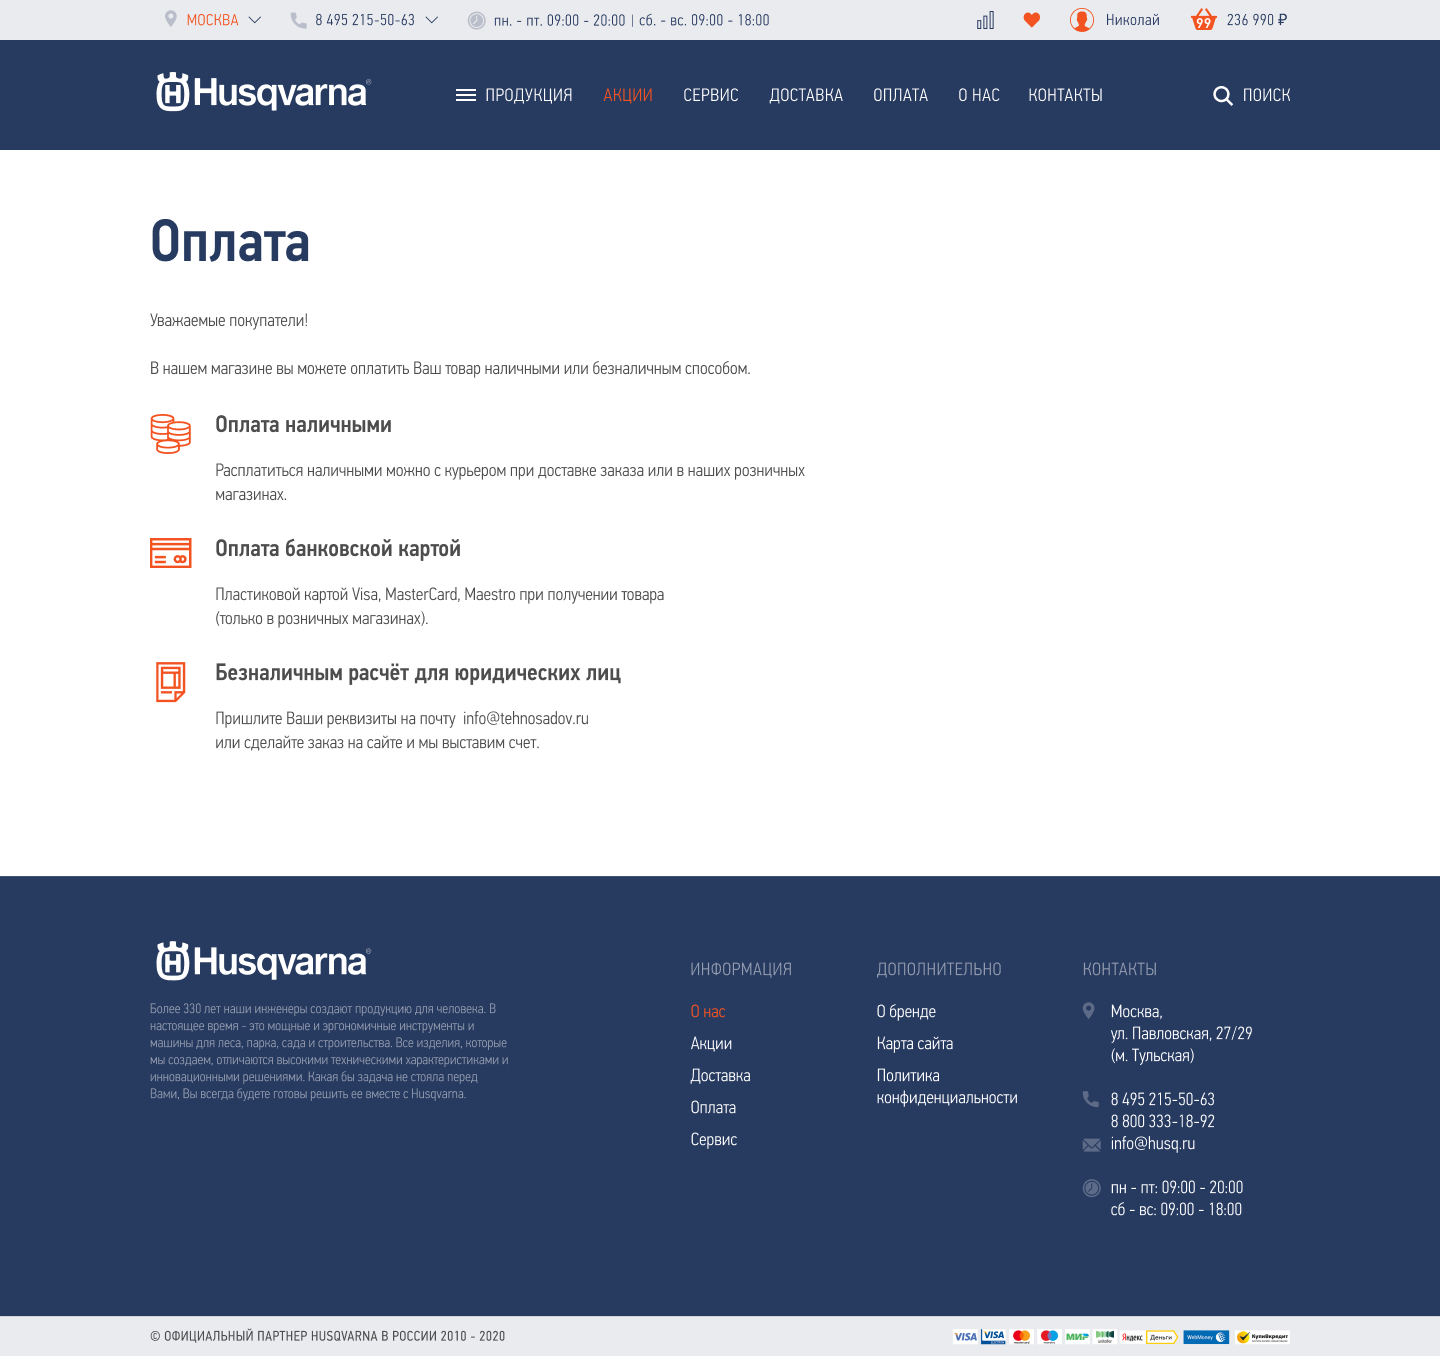 МОСКВА 8 495 215-50-63 пн. - пт. 09:00 - 20:00 | сб. - вс. 09:00 - 18:00 Николай 99 236 990 ₽
Husqvarna® ПРОДУКЦИЯ АКЦИИ СЕРВИС ДОСТАВКА ОПЛАТА О НАС КОНТАКТЫ ПОИСК
Оплата
Уважаемые покупатели!
В нашем магазине вы можете оплатить Ваш товар наличными или безналичным способом.
Оплата наличными
Расплатиться наличными можно с курьером при доставке заказа или в наших розничных
магазинах.
Оплата банковской картой
Пластиковой картой Visa, MasterCard, Maestro при получении товара
(только в розничных магазинах).
Безналичным расчёт для юридических лиц
Пришлите Ваши реквизиты на почту info@tehnosadov.ru
или сделайте заказ на сайте и мы выставим счет.
Husqvarna®
Более 330 лет наши инженеры создают продукцию для человека. В
настоящее время - это мощные и эргономичные инструменты и
машины для леса, парка, сада и строительства. Все изделия, которые
мы создаем, отличаются высокими техническими характеристиками и
инновационными решениями. Какая бы задача не стояла перед
Вами, Вы всегда будете готовы решить ее вместе с Husqvarna.
ИНФОРМАЦИЯ
О нас
Акции
Доставка
Оплата
Сервис
ДОПОЛНИТЕЛЬНО
О бренде
Карта сайта
Политика
конфиденциальности
КОНТАКТЫ
Москва,
ул. Павловская, 27/29
(м. Тульская)
8 495 215-50-63
8 800 333-18-92
info@husq.ru
пн - пт: 09:00 - 20:00
сб - вс: 09:00 - 18:00
© ОФИЦИАЛЬНЫЙ ПАРТНЕР HUSQVARNA В РОССИИ 2010 - 2020 VISA VISA МИР Яндекс Деньги WebMoney КупиВкредит